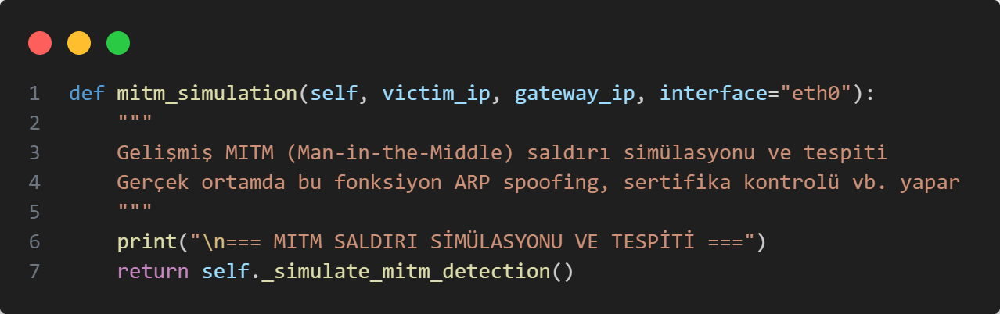 1 def mitm_simulation(self, victim_ip, gateway_ip, interface="eth0"):
2     """
3     Gelişmiş MITM (Man-in-the-Middle) saldırı simülasyonu ve tespiti
4     Gerçek ortamda bu fonksiyon ARP spoofing, sertifika kontrolü vb. yapar
5     """
6     print("\n=== MITM SALDIRI SİMÜLASYONU VE TESPİTİ ===")
7     return self._simulate_mitm_detection()